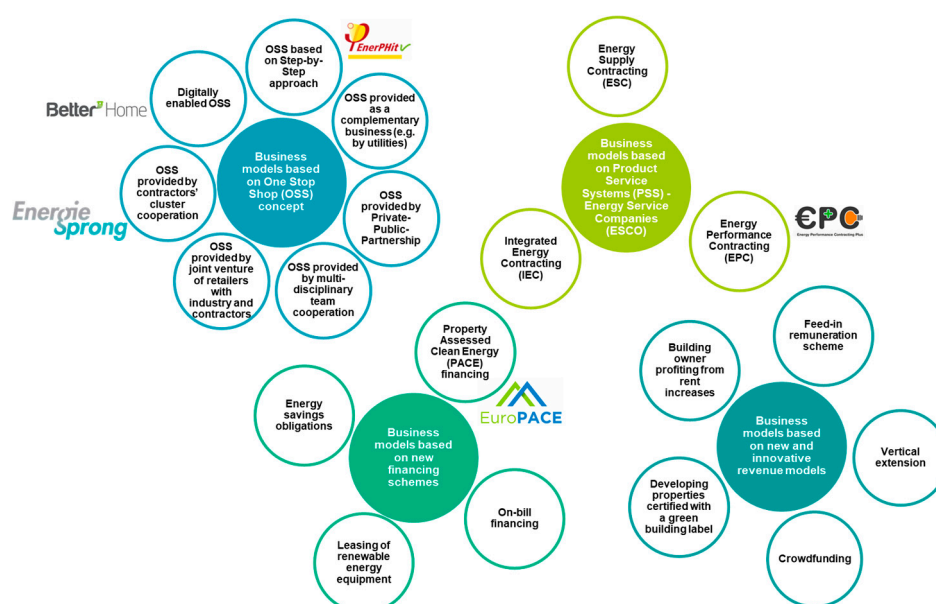 OSS based
on Step-by-
Step
approach
EnerPHit
Digitally
enabled OSS
Better Home
OSS provided
as a
complementary
business (e.g.
by utilities)
Business
models based
on One Stop
Shop (OSS)
concept
OSS
provided by
contractors'
cluster
cooperation
Energie
Sprong
OSS
provided by
Private-
Public-
Partnership
OSS
provided by
joint venture
of retailers
with
industry and
contractors
OSS
provided by multi-
disciplinary
team
cooperation
Energy
Supply
Contracting
(ESC)
Business
models based
on Product
Service
Systems (PSS) -
Energy Service
Companies
(ESCO)
Integrated
Energy
Contracting
(IEC)
Energy
Performance
Contracting
(EPC)
€PC
Energy Performance Contracting Plus
Property
Assessed
Clean Energy
(PACE)
financing
EuroPACE
Energy
savings
obligations
Business
models based
on new
financing
schemes
On-bill
financing
Leasing of
renewable
energy
equipment
Feed-in
remuneration
scheme
Building
owner
profiting from
rent
increases
Business
models based
on new and
innovative
revenue models
Vertical
extension
Developing
properties
certified with
a green
building label
Crowdfunding